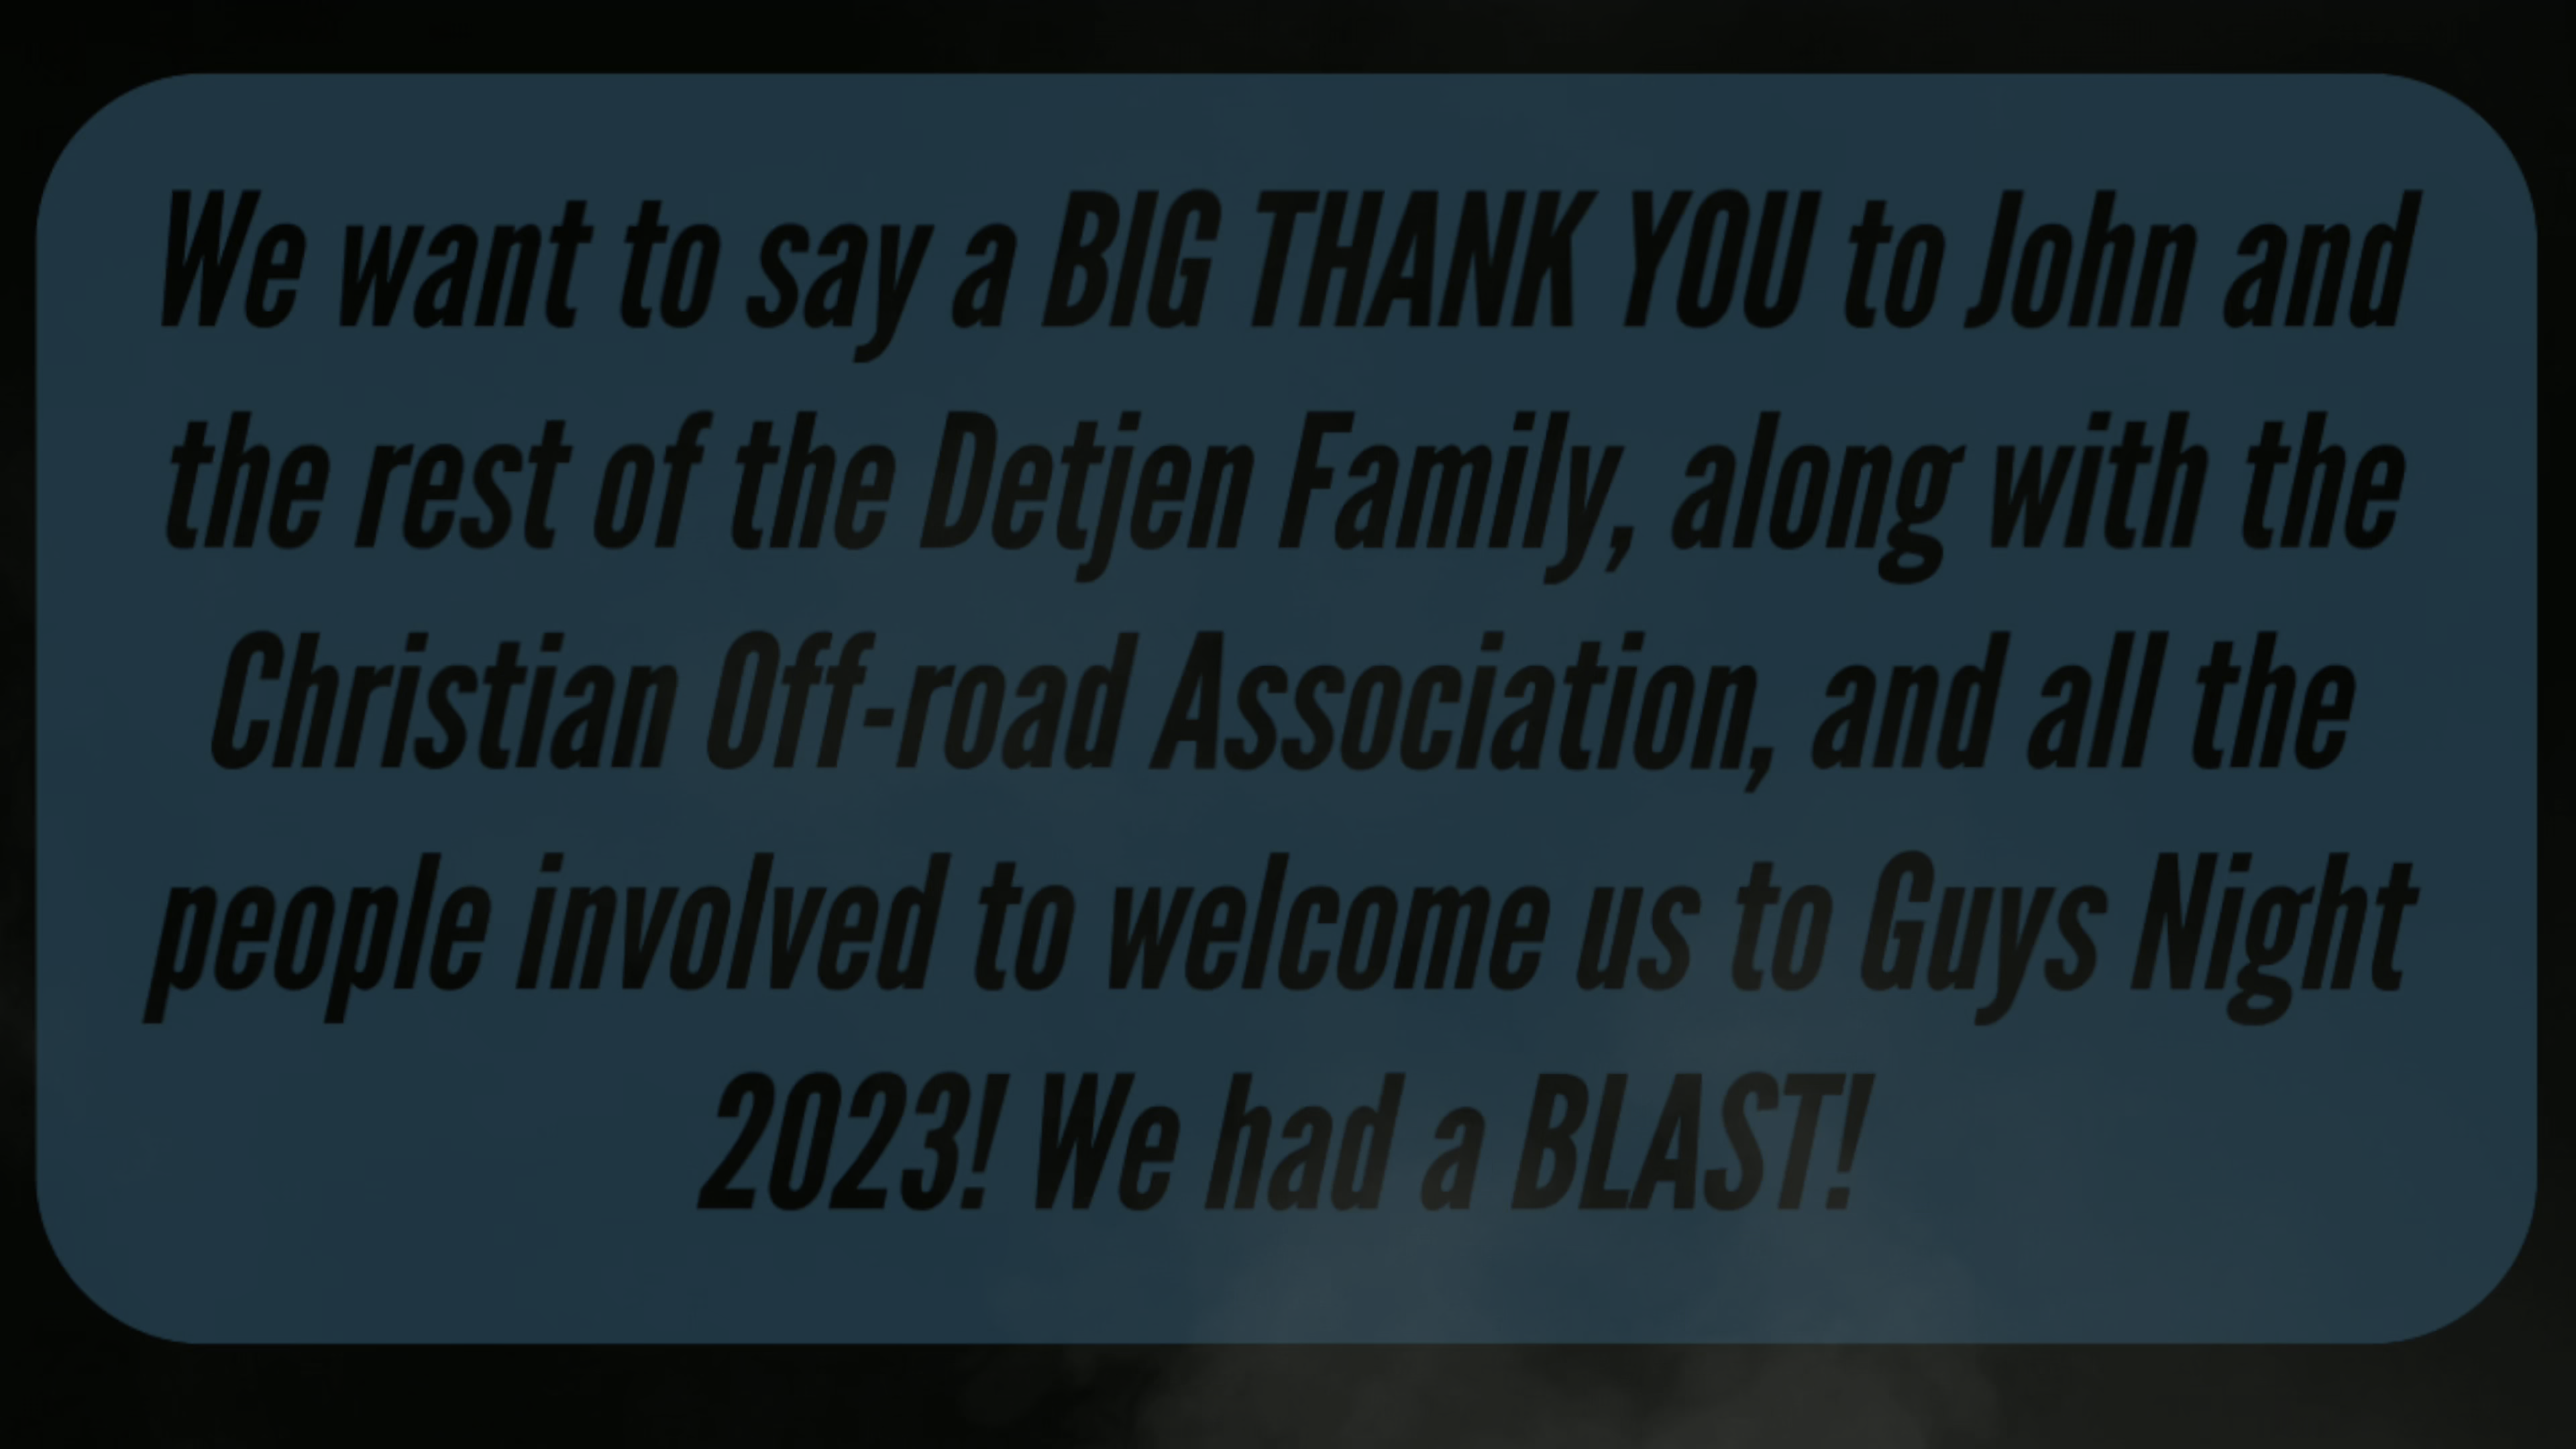 We want to say a BIG THANK YOU to John and
the rest of the Detjen Family, along with the
Christian Off-road Association, and all the
people involved to welcome us to Guys Night
2023! We had a BLAST!